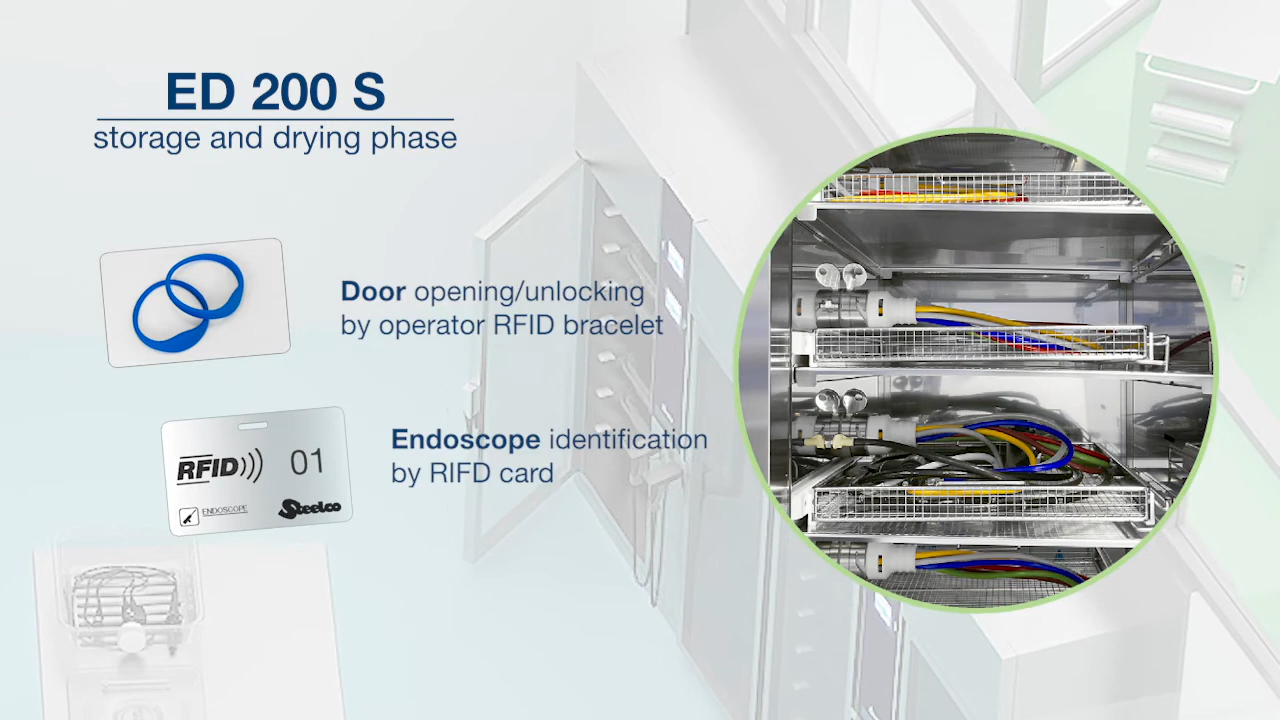 ED 200 S
storage and drying phase
Door opening/unlocking
by operator RFID bracelet
Endoscope identification
by RIFD card
RFID 01
ENDOSCOPE Steelco